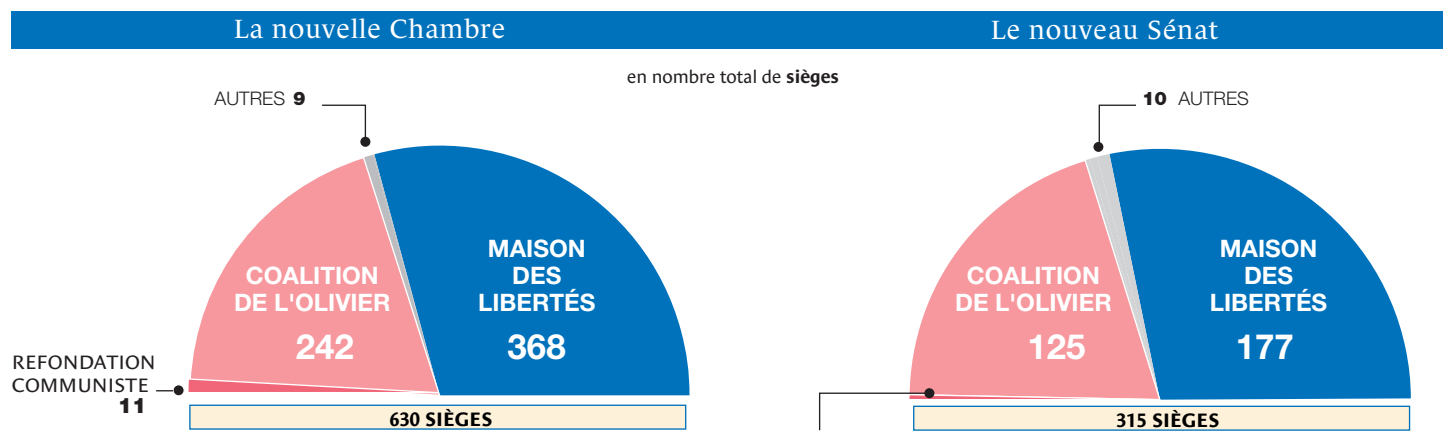 La nouvelle Chambre
Le nouveau Sénat
en nombre total de sièges
AUTRES 9
10 AUTRES
COALITION
DE L'OLIVIER
242
MAISON
DES
LIBERTÉS
368
REFONDATION
COMMUNISTE
11
630 SIÈGES
COALITION
DE L'OLIVIER
125
MAISON
DES
LIBERTÉS
177
315 SIÈGES